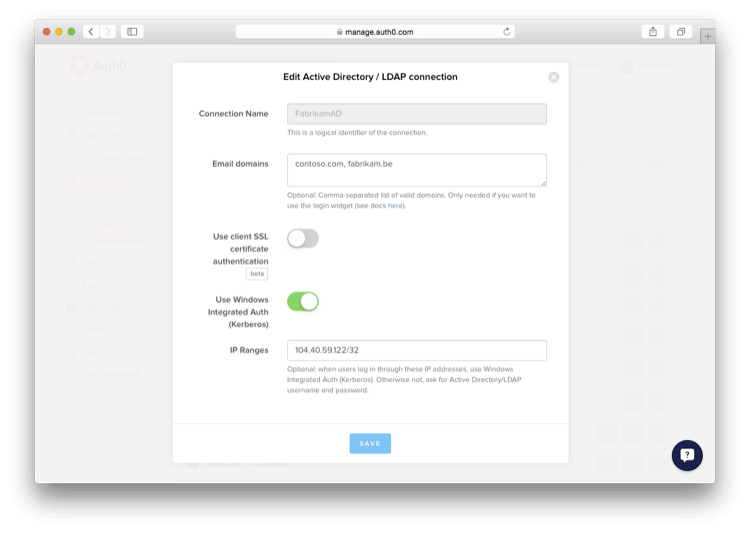 manage.auth0.com
Auth0
Edit Active Directory / LDAP connection
Connection Name
FabrikamAD
This is a logical identifier of the connection.
Email domains
contoso.com, fabrikam.be
Optional: Comma-separated list of valid domains. Only needed if you want to
use the login widget (see docs here).
Use client SSL
certificate
authentication
beta
Use Windows
Integrated Auth
(Kerberos)
IP Ranges
104.40.59.122/32
Optional: when users log in through these IP addresses, use Windows
Integrated Auth (Kerberos). Otherwise not, ask for Active Directory/LDAP
username and password.
SAVE